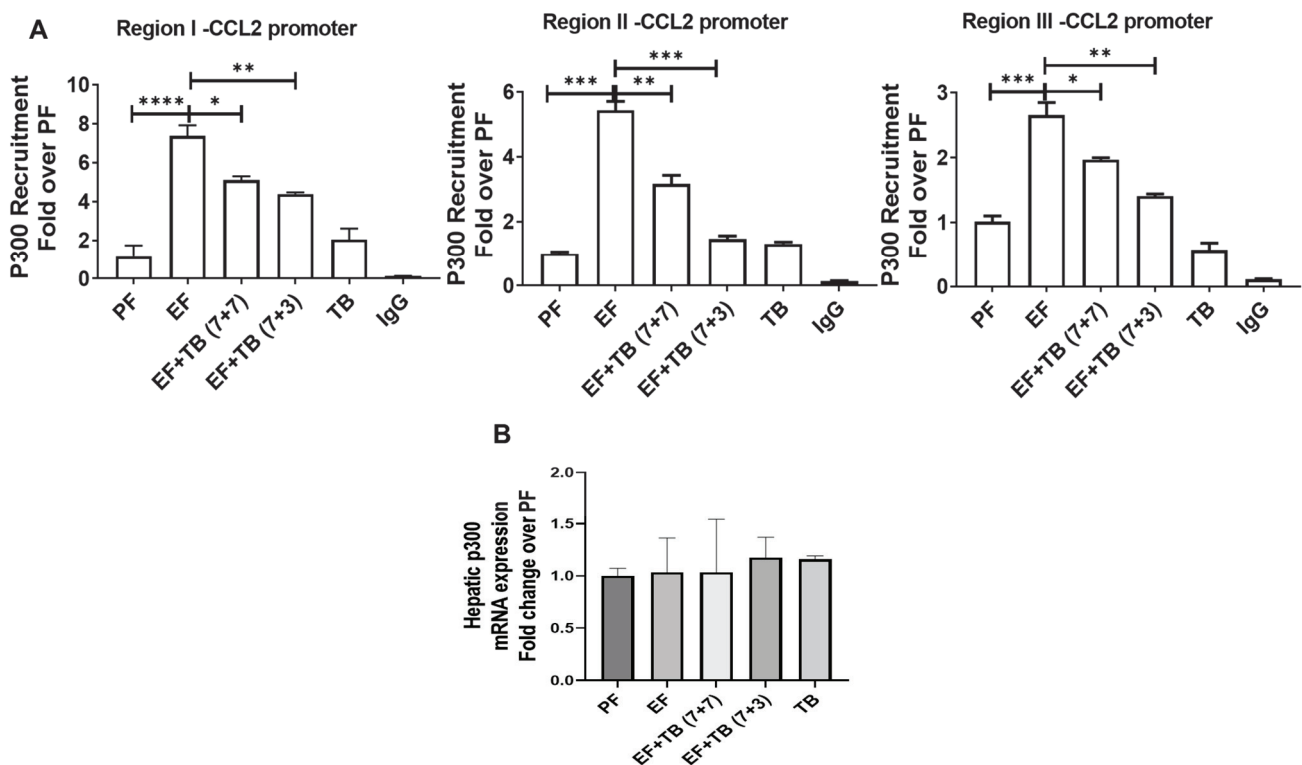 A
Region I -CCL2 promoter
P300 Recruitment
Fold over PF
10
8
6
4
2
0
**
**** *
PF
EF
EF+TB (7+7)
EF+TB (7+3)
TB
IgG
Region II -CCL2 promoter
P300 Recruitment
Fold over PF
6
4
2
0
***
*** **
PF
EF
EF+TB (7+7)
EF+TB (7+3)
TB
IgG
Region III -CCL2 promoter
P300 Recruitment
Fold over PF
3
2
1
0
**
*** *
PF
EF
EF+TB (7+7)
EF+TB (7+3)
TB
IgG
B
Hepatic p300
mRNA expression
Fold change over PF
2.0
1.5
1.0
0.5
0.0
PF
EF
EF+TB (7+7)
EF+TB (7+3)
TB